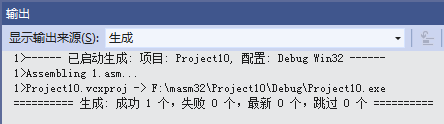 输出
显示输出来源(S): 生成
1>------ 已启动生成: 项目: Project10, 配置: Debug Win32 ------
1>Assembling 1.asm...
1>Project10.vcxproj -> F:\masm32\Project10\Debug\Project10.exe
========== 生成: 成功 1 个，失败 0 个，最新 0 个，跳过 0 个 ==========